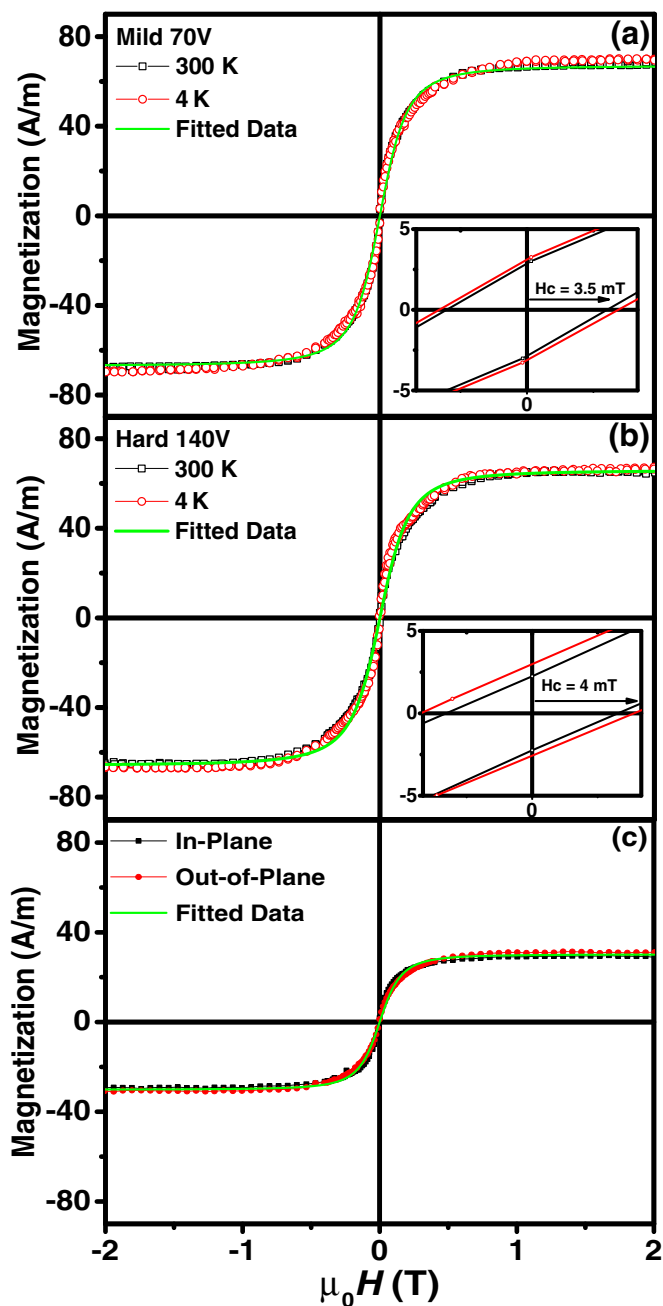 80
40
0
-40
-80
Magnetization (A/m)
(a)
Mild 70V
300 K
4 K
Fitted Data
5
0
-5
0
Hc = 3.5 mT
80
40
0
-40
-80
Magnetization (A/m)
(b)
Hard 140V
300 K
4 K
Fitted Data
5
0
-5
0
Hc = 4 mT
80
40
0
-40
-80
Magnetization (A/m)
(c)
In-Plane
Out-of-Plane
Fitted Data
-2 -1 0 1 2
μ₀H (T)